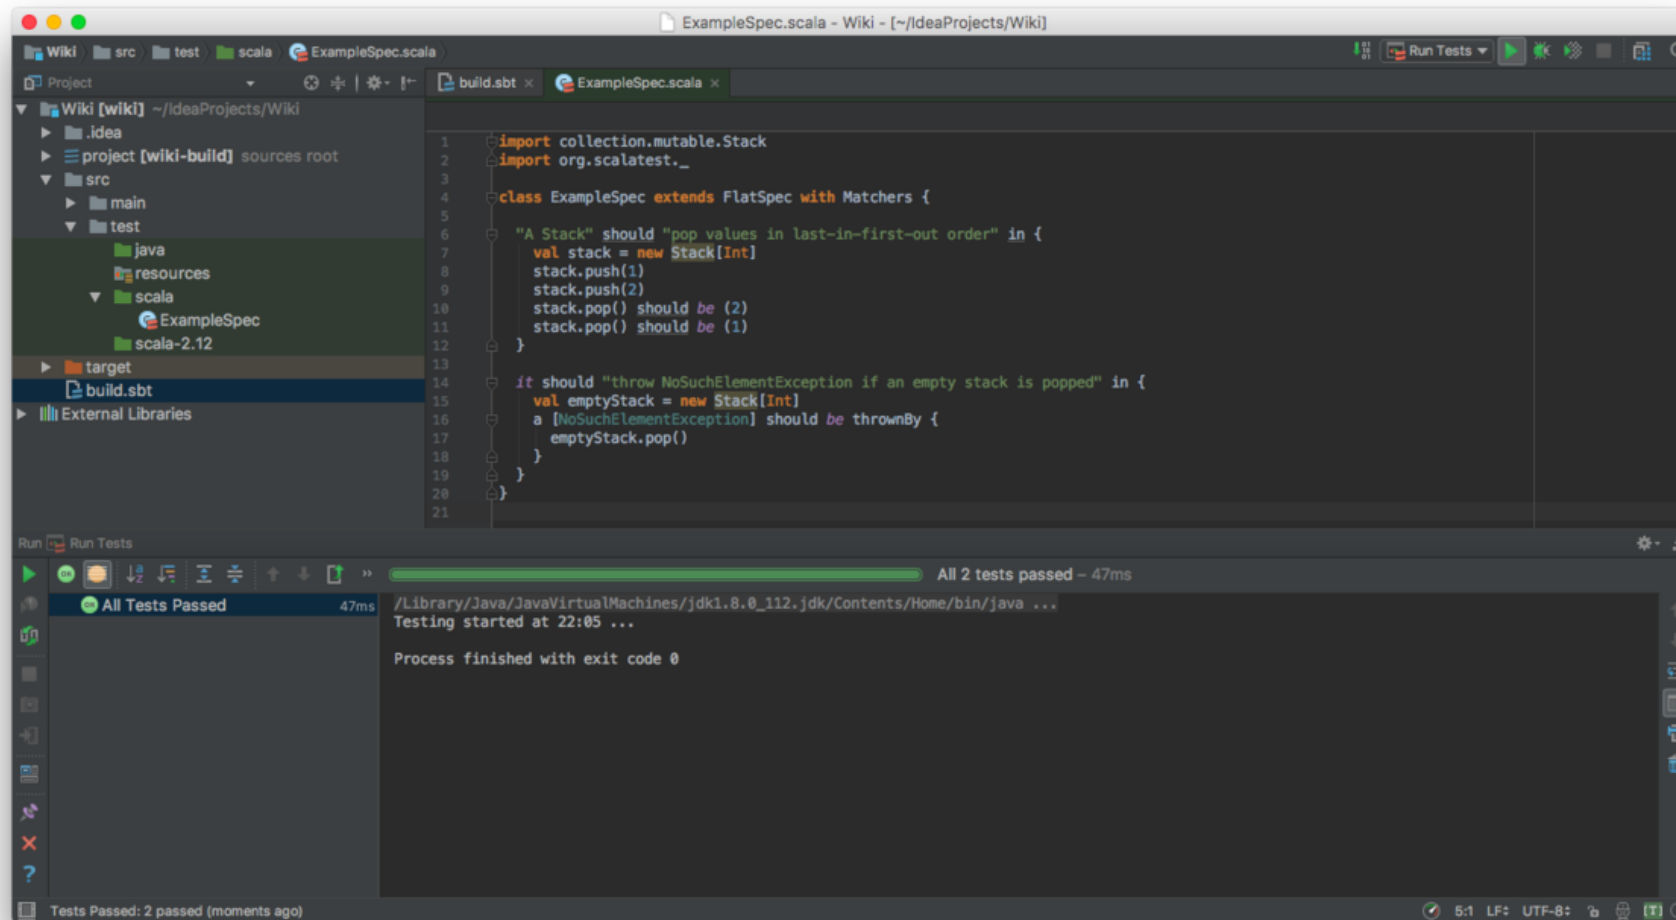 ExampleSpec.scala - Wiki - [~/IdeaProjects/Wiki]
Wiki src test scala ExampleSpec.scala
Run Tests
Project
build.sbt ExampleSpec.scala
Wiki [wiki] ~/IdeaProjects/Wiki
.idea
project [wiki-build] sources root
src
main
test
java
resources
scala
ExampleSpec
scala-2.12
target
build.sbt
External Libraries
1 import collection.mutable.Stack
2 import org.scalatest._
3
4 class ExampleSpec extends FlatSpec with Matchers {
5
6 "A Stack" should "pop values in last-in-first-out order" in {
7 val stack = new Stack[Int]
8 stack.push(1)
9 stack.push(2)
10 stack.pop() should be (2)
11 stack.pop() should be (1)
12 }
13
14 it should "throw NoSuchElementException if an empty stack is popped" in {
15 val emptyStack = new Stack[Int]
16 a [NoSuchElementException] should be thrownBy {
17 emptyStack.pop()
18 }
19 }
20 }
21
Run Run Tests
All 2 tests passed – 47ms
All Tests Passed 47ms
/Library/Java/JavaVirtualMachines/jdk1.8.0_112.jdk/Contents/Home/bin/java ...
Testing started at 22:05 ...
Process finished with exit code 0
Tests Passed: 2 passed (moments ago)
5:1 LF UTF-8 [T]